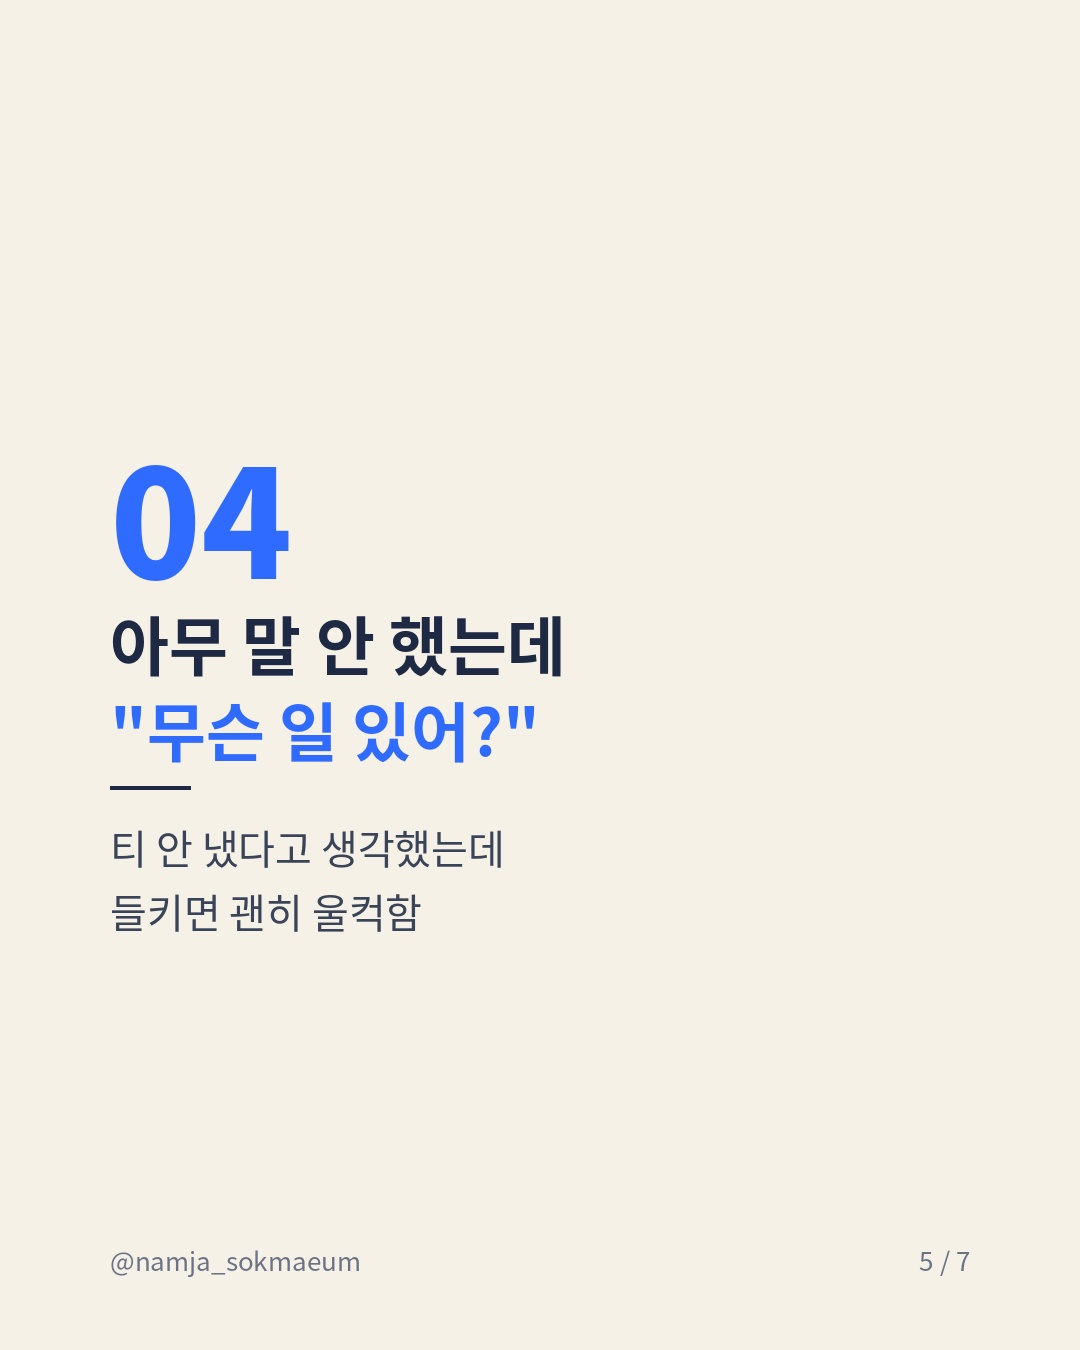 04
아무 말 안 했는데
"무슨 일 있어?"
티 안 냈다고 생각했는데
들키면 괜히 울컥함
@namja_sokmaeum
5 / 7